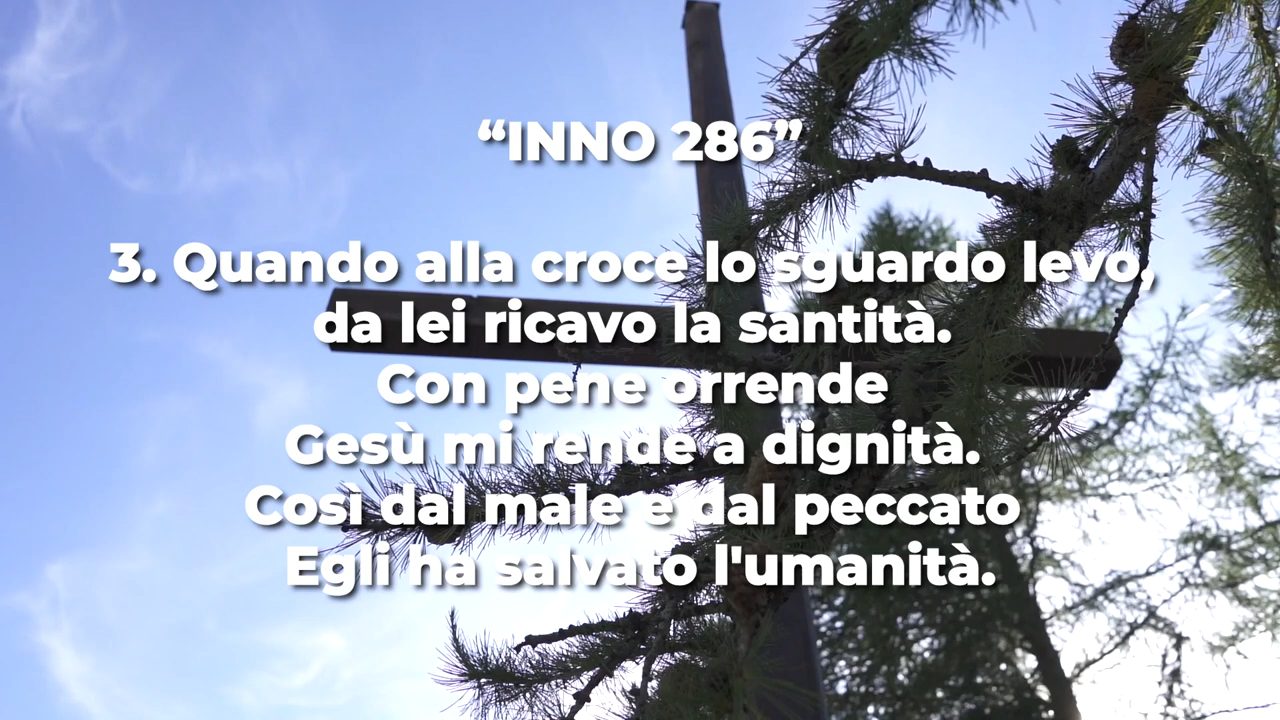 “INNO 286”
3. Quando alla croce lo sguardo levo,
da lei ricavo la santità.
Con pene orrende
Gesù mi rende a dignità.
Così dal male e dal peccato
Egli ha salvato l'umanità.